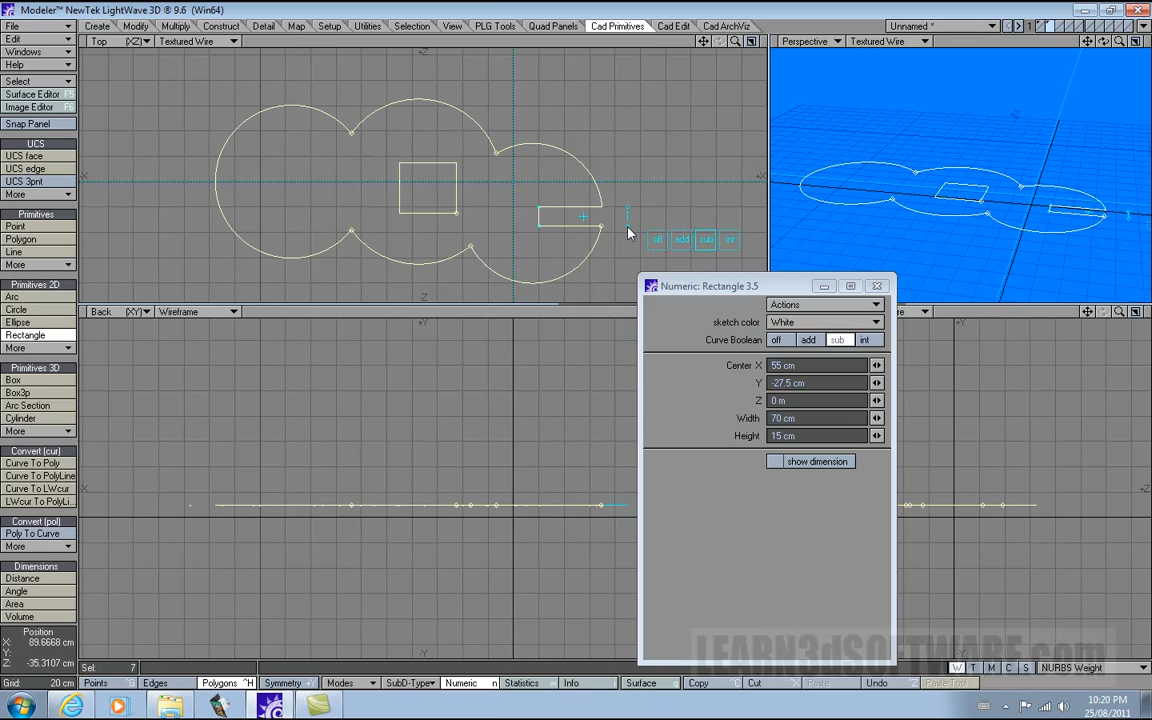 Modeler™ NewTek LightWave 3D ® 9.6 (Win64)
File
Create Modify Multiply Construct Detail Map Setup Utilities Selection View PLG Tools Quad Panels Cad Primitives Cad Edit Cad ArchViz Unnamed *
Edit
Windows
Help
Select
Surface Editor F5
Image Editor F6
Snap Panel
UCS
UCS face
UCS edge
UCS 3pnt
More
Primitives
Point
Polygon
Line
More
Primitives 2D
Arc
Circle
Ellipse
Rectangle
More
Primitives 3D
Box
Box3p
Arc Section
Cylinder
More
Convert (cur)
Curve To Poly
Curve To PolyLine
Curve To LWcur
LWcur To PolyLi...
Convert (pol)
Poly To Curve
More
Dimensions
Distance
Angle
Area
Volume
Position
X: 89.6668 cm
Y:
Z: -35.3107 cm
Grid: 20 cm
Top (XZ) Textured Wire
Perspective Textured Wire
Back (XY) Wireframe
off add sub int
Numeric: Rectangle 3.5
Actions
sketch color White
Curve Boolean off add sub int
Center X 55 cm
Y -27.5 cm
Z 0 m
Width 70 cm
Height 15 cm
show dimension
LEARN3dSOFTWARE.com
Sel: 7
W T M C S NURBS Weight
Points ^G Edges Polygons ^H Symmetry +Y Modes SubD-Type Numeric n Statistics w Info i Surface q Copy c Cut x Paste v Undo u Paste Tool
10:20 PM
25/08/2011